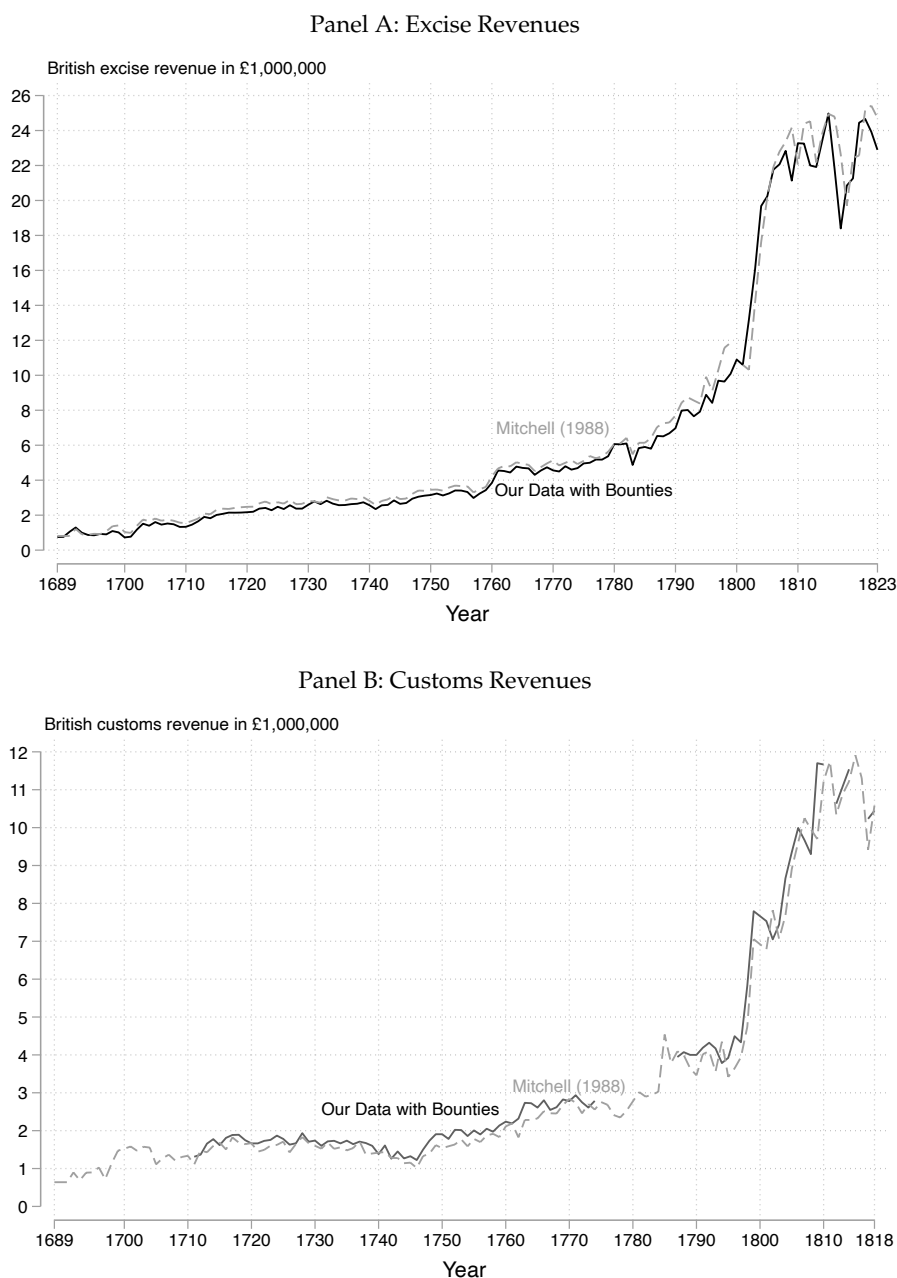 Panel A: Excise Revenues
British excise revenue in £1,000,000
26
24
22
20
18
16
14
12
10
8
Mitchell (1988)
6
4
Our Data with Bounties
2
0
1689 1700 1710 1720 1730 1740 1750 1760 1770 1780 1790 1800 1810 1823
Year
Panel B: Customs Revenues
British customs revenue in £1,000,000
12
11
10
9
8
7
6
5
4
Mitchell (1988)
3
Our Data with Bounties
2
1
0
1689 1700 1710 1720 1730 1740 1750 1760 1770 1780 1790 1800 1810 1818
Year